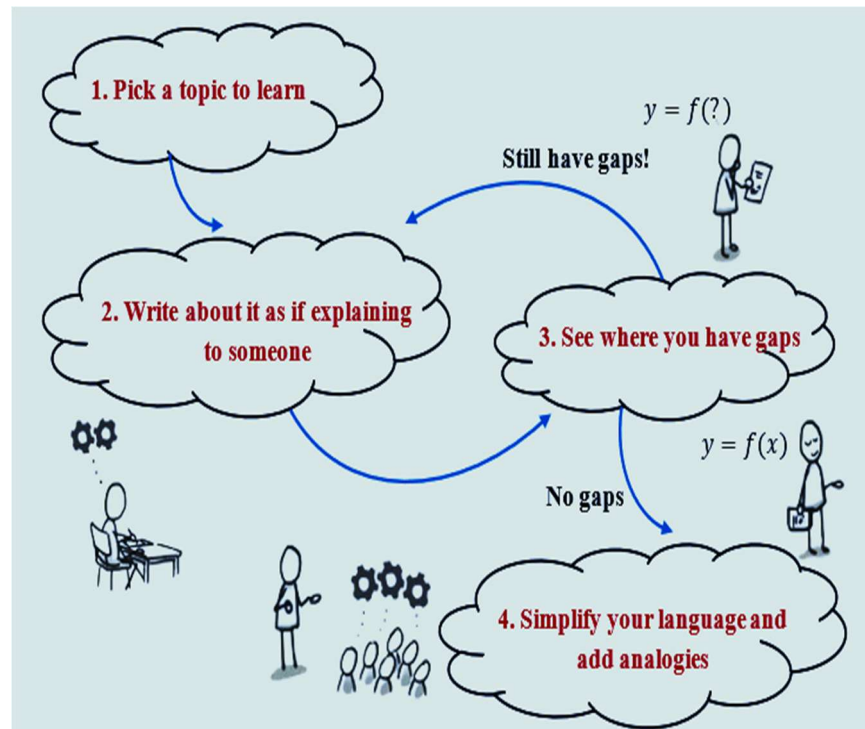 1. Pick a topic to learn
y = f(?)
Still have gaps!
2. Write about it as if explaining
to someone
3. See where you have gaps
y = f(x)
No gaps
4. Simplify your language and
add analogies